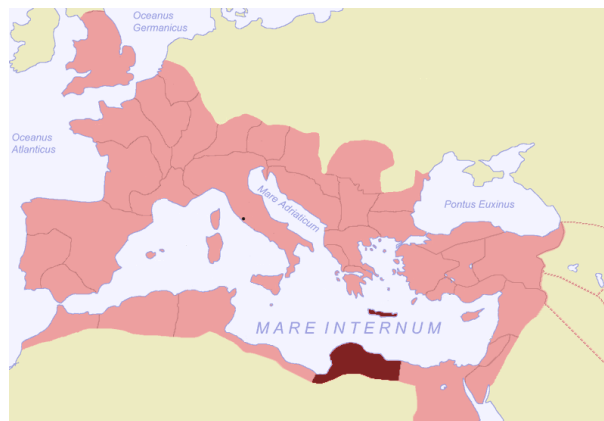 Oceanus
Germanicus
Oceanus
Atlanticus
Mare Adriaticum
Pontus Euxinus
MARE INTERNUM